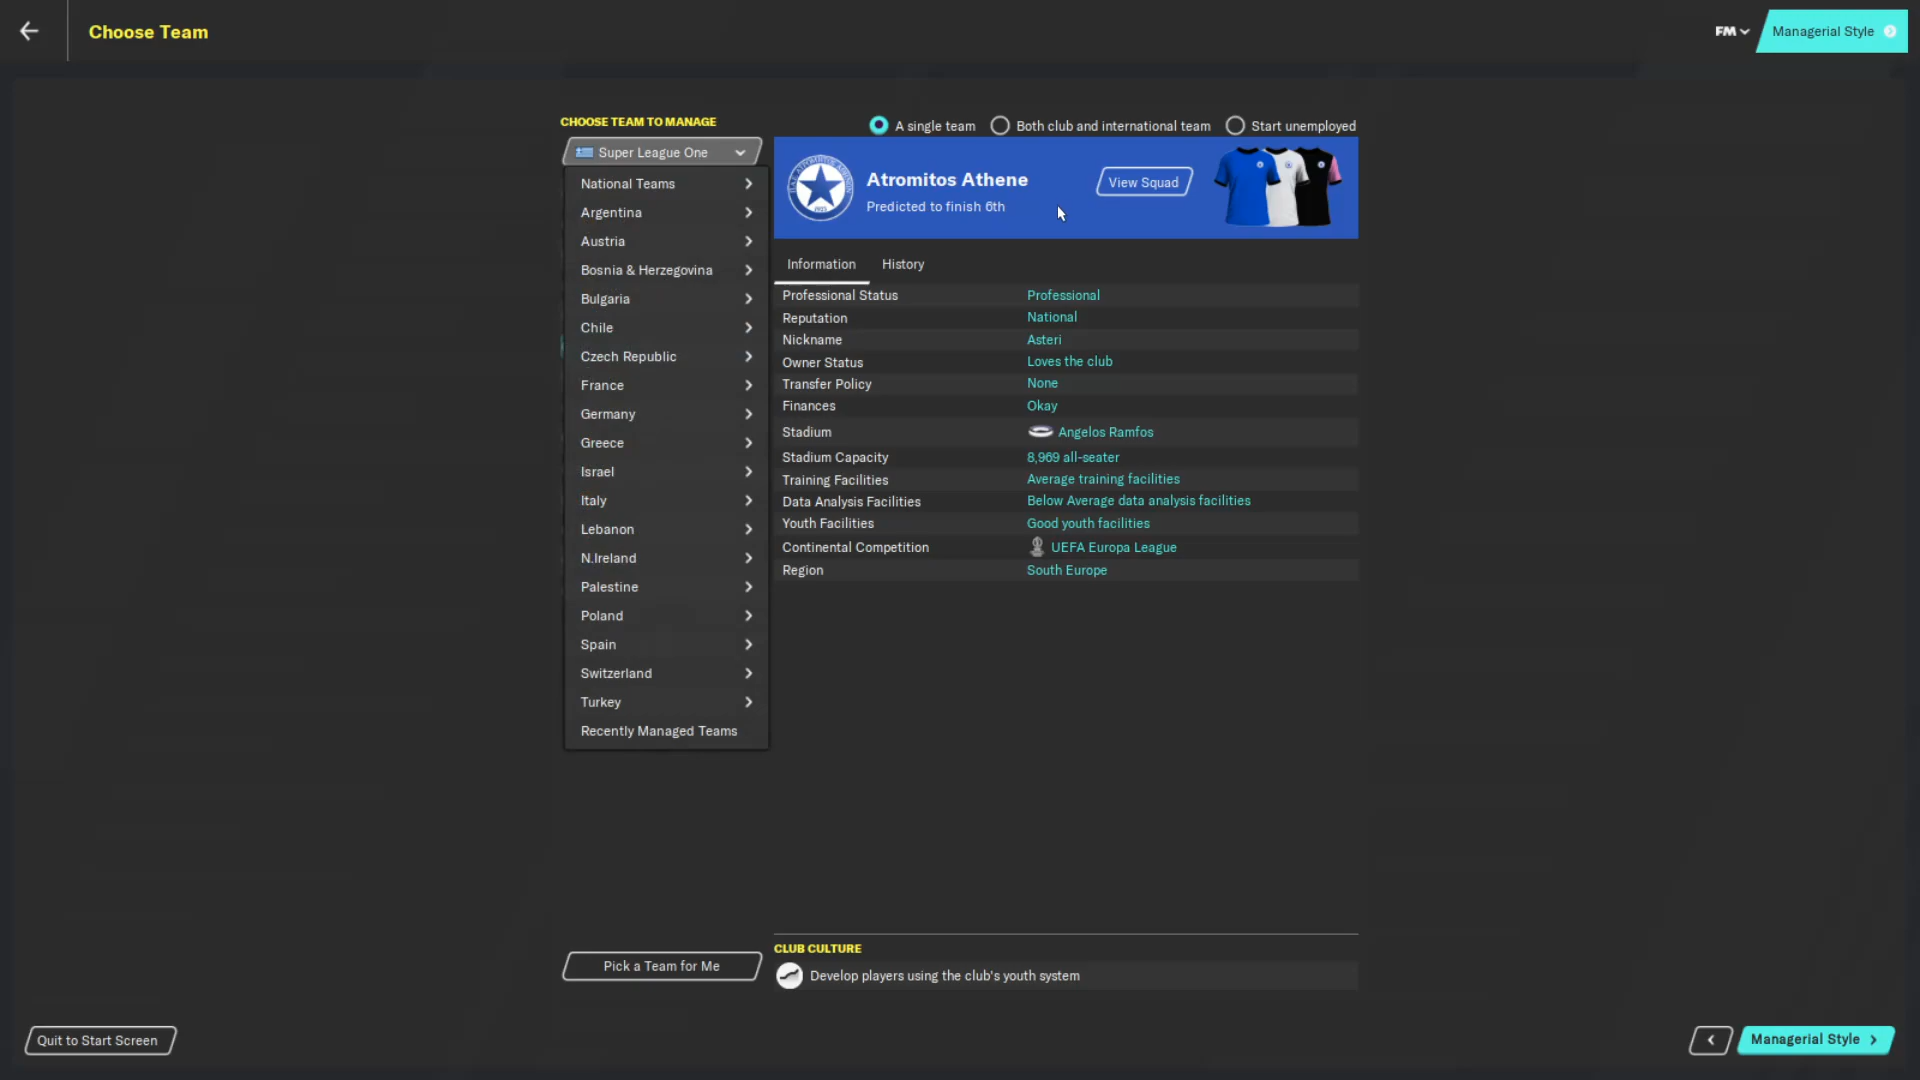 Choose Team
FM
Managerial Style
CHOOSE TEAM TO MANAGE
A single team
Both club and international team
Start unemployed
Super League One
National Teams
Argentina
Austria
Bosnia & Herzegovina
Bulgaria
Chile
Czech Republic
France
Germany
Greece
Israel
Italy
Lebanon
N.Ireland
Palestine
Poland
Spain
Switzerland
Turkey
Recently Managed Teams
Atromitos Athene
Predicted to finish 6th
View Squad
Information
History
Professional Status Professional
Reputation National
Nickname Asteri
Owner Status Loves the club
Transfer Policy None
Finances Okay
Stadium Angelos Ramfos
Stadium Capacity 8,969 all-seater
Training Facilities Average training facilities
Data Analysis Facilities Below Average data analysis facilities
Youth Facilities Good youth facilities
Continental Competition UEFA Europa League
Region South Europe
Pick a Team for Me
CLUB CULTURE
Develop players using the club's youth system
Quit to Start Screen
Managerial Style